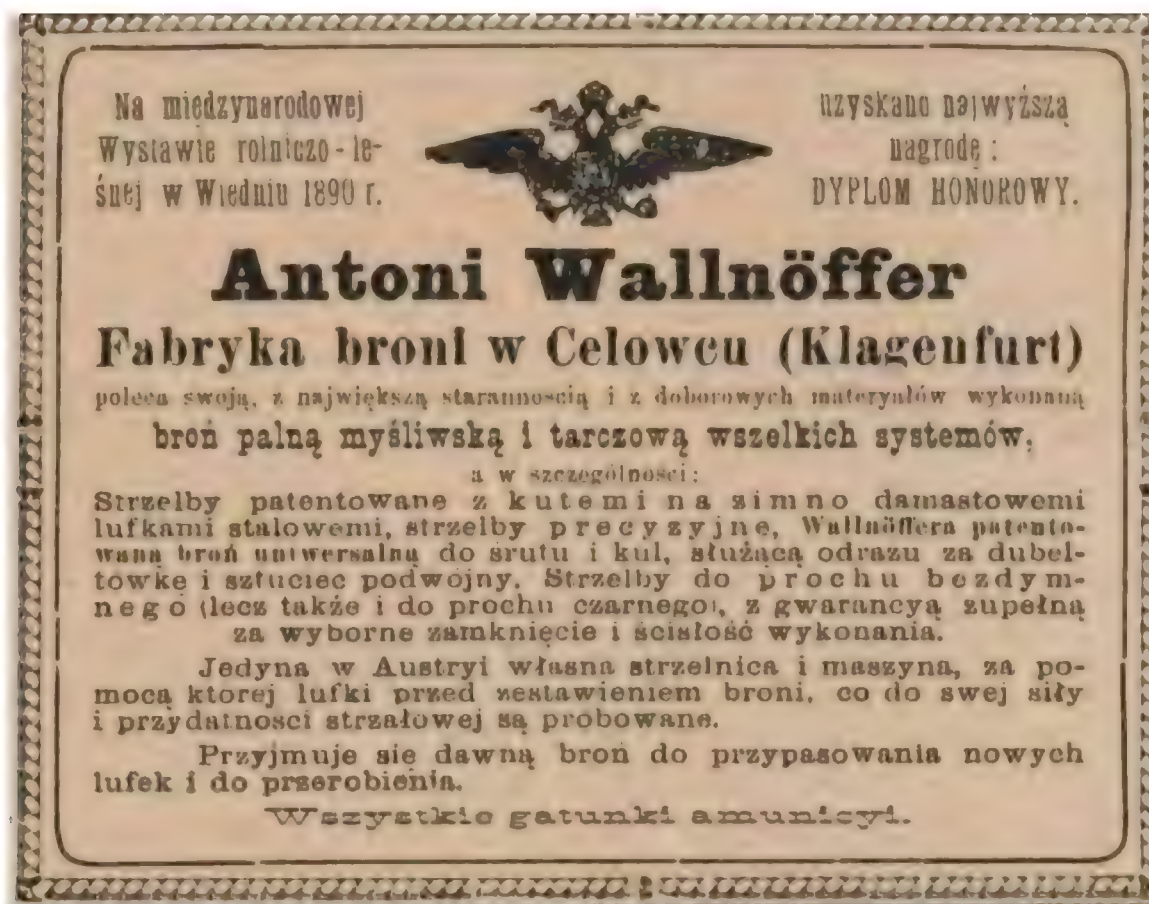 Na międzynarodowej
Wystawie rolniczo-le-
śnej w Wiedniu 1890 r.
uzyskano najwyższą
nagrodę:
DYPLOM HONOROWY.
Antoni Wallnöffer
Fabryka broni w Celowcu (Klagenfurt)
poleca swoją, z największą starannością i z doborowych materyałów wykonaną
broń palną myśliwską i tarczową wszelkich systemów,
a w szczególności:
Strzelby patentowane z kutemi na zimno damastowemi
lufkami stalowemi, strzelby precyzyjne, Wallnöffera patento-
waną broń uniwersalną do śrutu i kul, służącą odrazu za dubel-
tówkę i sztuciec podwójny. Strzelby do prochu bezdym-
nego (lecz także i do prochu czarnego), z gwarancyą zupełną
za wyborne zamknięcie i ścisłość wykonania.
Jedyna w Austryi własna strzelnica i maszyna, za po-
mocą której lufki przed zestawieniem broni, co do swej siły
i przydatności strzałowej są próbowane.
Przyjmuje się dawną broń do przypasowania nowych
lufek i do przerobienia.
Wszystkie gatunki amunicyi.